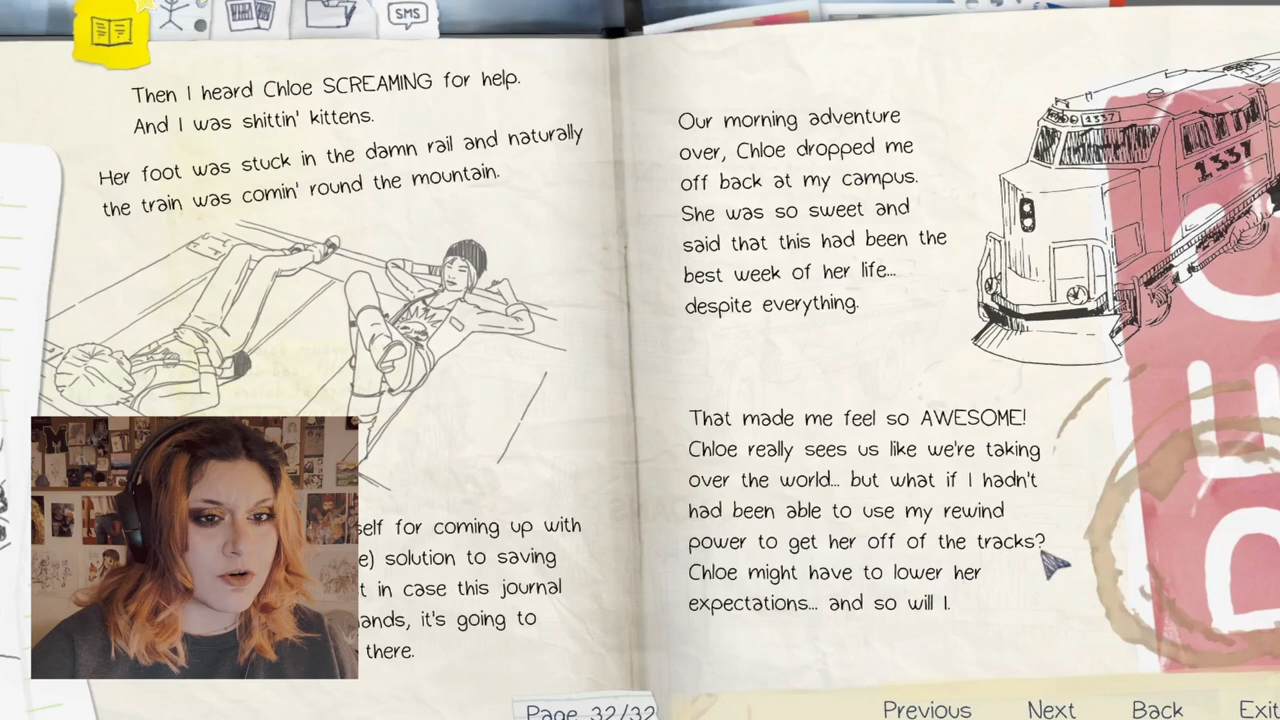 SMS
Then I heard Chloe SCREAMING for help.
And I was shittin' kittens.
Her foot was stuck in the damn rail and naturally
the train was comin' round the mountain.
self for coming up with
e) solution to saving
t in case this journal
ands, it's going to
there.
Page 32/32
Our morning adventure
over, Chloe dropped me
off back at my campus.
She was so sweet and
said that this had been the
best week of her life...
despite everything.
1337
1337
That made me feel so AWESOME!
Chloe really sees us like we're taking
over the world... but what if I hadn't
had been able to use my rewind
power to get her off of the tracks?
Chloe might have to lower her
expectations... and so will I.
Previous Next Back Exit